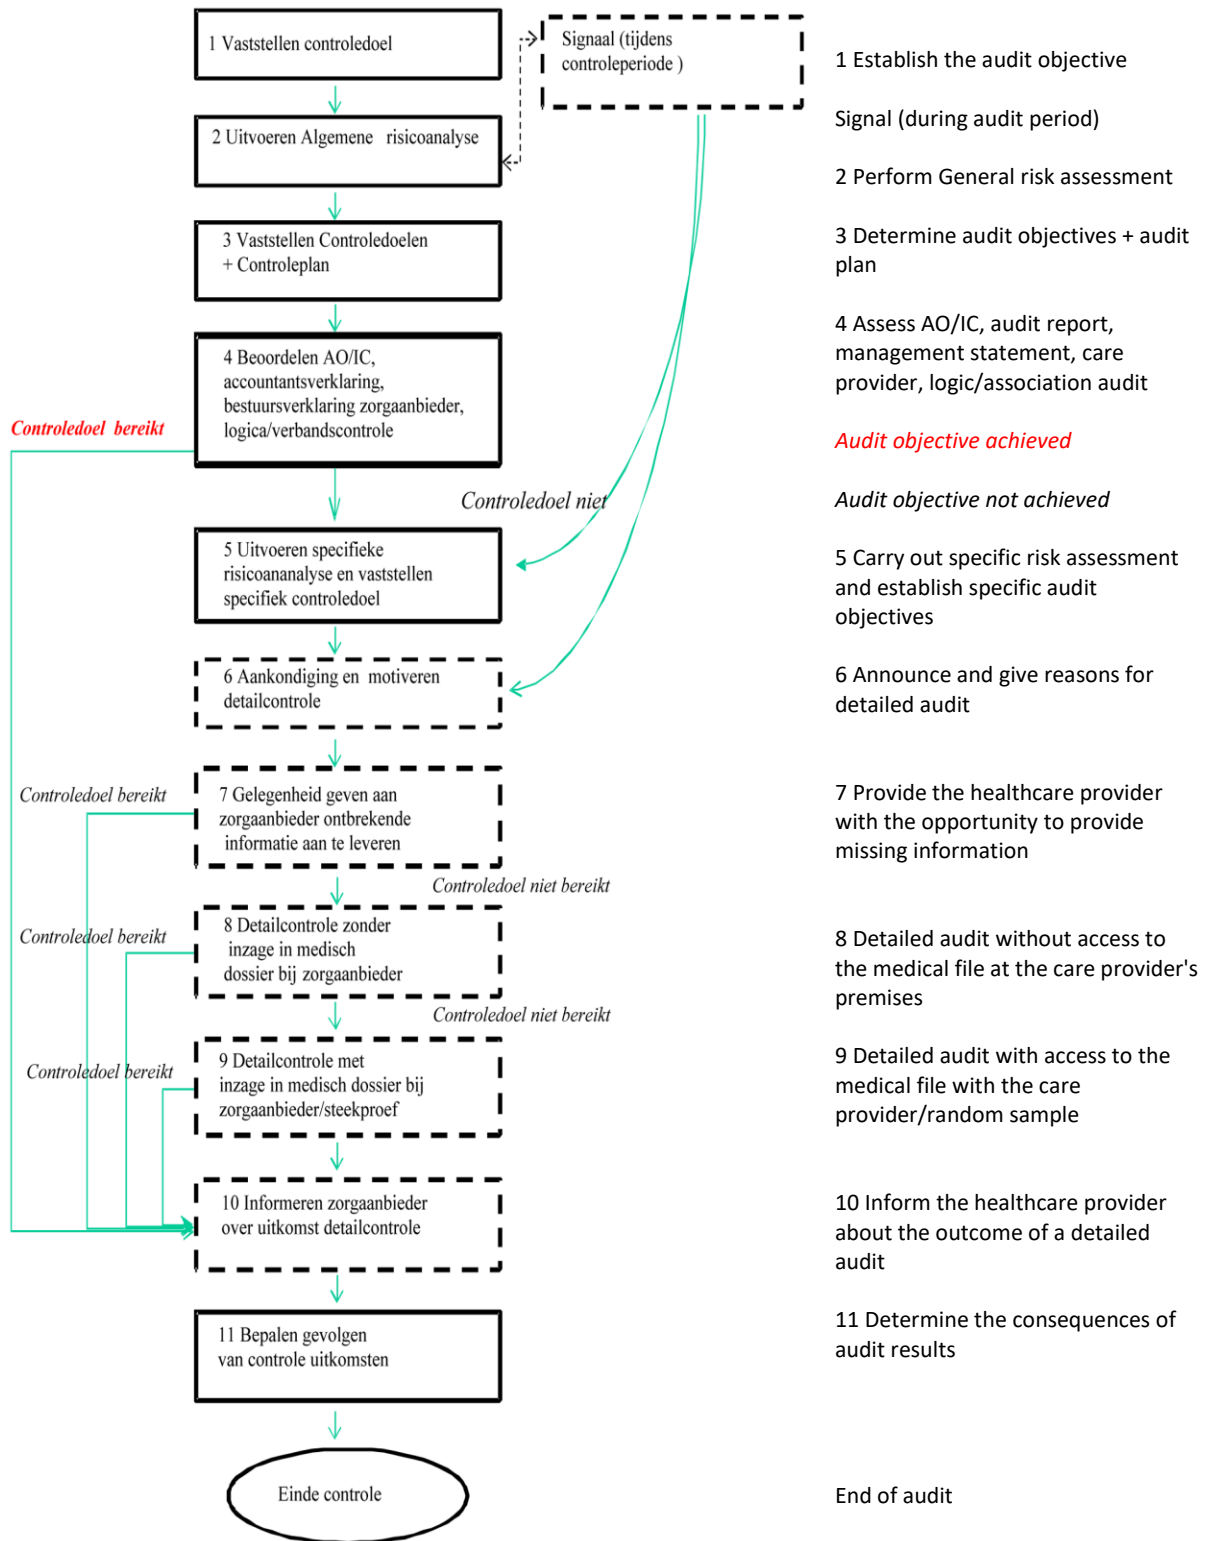 1 Vaststellen controledoel
Signaal (tijdens
controleperiode )
1 Establish the audit objective
Signal (during audit period)
2 Uitvoeren Algemene risicoanalyse
2 Perform General risk assessment
3 Vaststellen Controledoelen
+ Controleplan
3 Determine audit objectives + audit
plan
4 Beoordelen AO/IC,
accountantsverklaring,
bestuursverklaring zorgaanbieder,
logica/verbandscontrole
4 Assess AO/IC, audit report,
management statement, care
provider, logic/association audit
Controledoel bereikt
Audit objective achieved
Controledoel niet
Audit objective not achieved
5 Uitvoeren specifieke
risicoananalyse en vaststellen
specifiek controledoel
5 Carry out specific risk assessment
and establish specific audit
objectives
6 Aankondiging en motiveren
detailcontrole
6 Announce and give reasons for
detailed audit
Controledoel bereikt
7 Gelegenheid geven aan
zorgaanbieder ontbrekende
informatie aan te leveren
7 Provide the healthcare provider
with the opportunity to provide
missing information
Controledoel niet bereikt
Controledoel bereikt
8 Detailcontrole zonder
inzage in medisch
dossier bij zorgaanbieder
8 Detailed audit without access to
the medical file at the care provider's
premises
Controledoel niet bereikt
Controledoel bereikt
9 Detailcontrole met
inzage in medisch dossier bij
zorgaanbieder/steekproef
9 Detailed audit with access to the
medical file with the care
provider/random sample
10 Informeren zorgaanbieder
over uitkomst detailcontrole
10 Inform the healthcare provider
about the outcome of a detailed
audit
11 Bepalen gevolgen
van controle uitkomsten
11 Determine the consequences of
audit results
Einde controle
End of audit